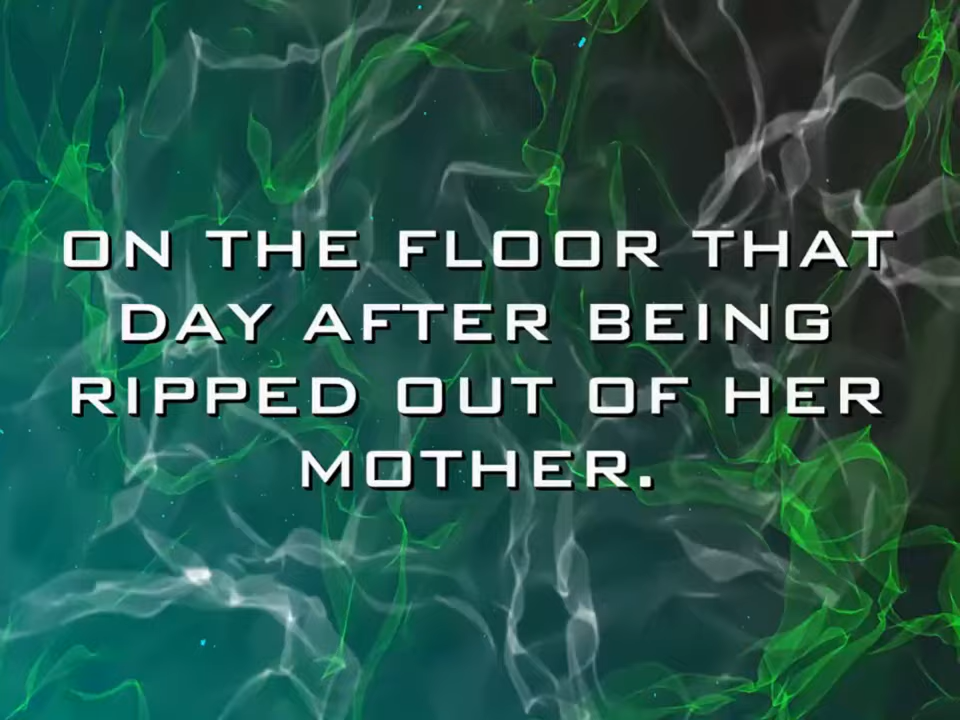 ON THE FLOOR THAT
DAY AFTER BEING
RIPPED OUT OF HER
MOTHER.